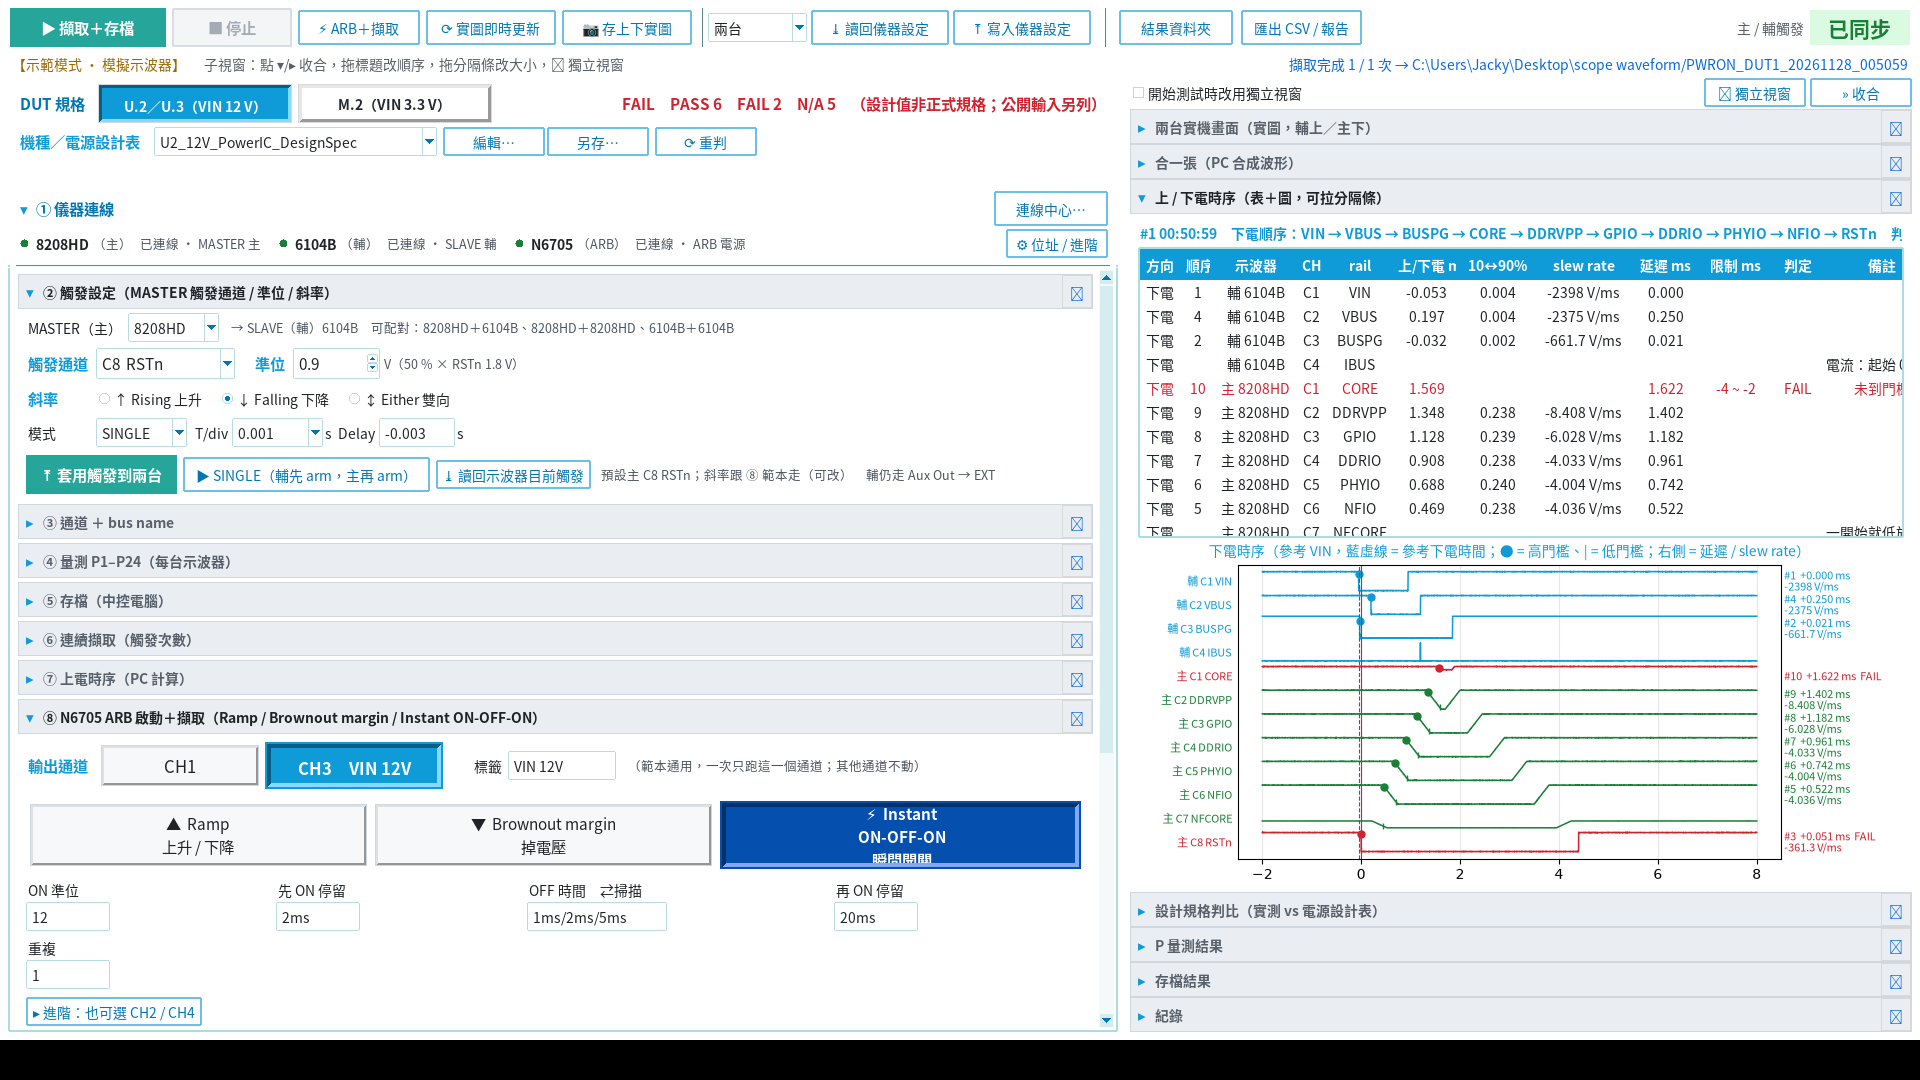 ▶ 擷取＋存檔
■ 停止
⚡ ARB＋擷取
⟳ 實圖即時更新
📷 存上下實圖
兩台
⤓ 讀回儀器設定
⤒ 寫入儀器設定
結果資料夾
匯出 CSV / 報告
主 / 輔觸發
已同步
【示範模式 · 模擬示波器】
子視窗：點 ▾/▸ 收合，拖標題改順序，拖分隔條改大小， 獨立視窗
擷取完成 1 / 1 次 → C:\Users\Jacky\Desktop\scope waveform/PWRON_DUT1_20261128_005059
DUT 規格
U.2／U.3（VIN 12 V）
M.2（VIN 3.3 V）
FAIL PASS 6 FAIL 2 N/A 5 （設計值非正式規格；公開輸入另列）
機種／電源設計表
U2_12V_PowerIC_DesignSpec
編輯…
另存…
⟳ 重判
▼ ① 儀器連線
連線中心…
● 8208HD （主） 已連線 · MASTER 主 ● 6104B （輔） 已連線 · SLAVE 輔 ● N6705 （ARB） 已連線 · ARB 電源
⚙ 位址 / 進階
▼ ② 觸發設定（MASTER 觸發通道 / 準位 / 斜率）
MASTER（主） 8208HD → SLAVE（輔）6104B 可配對：8208HD＋6104B、8208HD＋8208HD、6104B＋6104B
觸發通道 C8 RSTn 準位 0.9 V（50 % × RSTn 1.8 V）
斜率 ↑ Rising 上升 ↓ Falling 下降 ↕ Either 雙向
模式 SINGLE T/div 0.001 s Delay -0.003 s
⤒ 套用觸發到兩台
▶ SINGLE（輔先 arm，主再 arm）
⤓ 讀回示波器目前觸發
預設主 C8 RSTn；斜率跟 ⑧ 範本走（可改） 輔仍走 Aux Out → EXT
▸ ③ 通道 ＋ bus name
▸ ④ 量測 P1–P24（每台示波器）
▸ ⑤ 存檔（中控電腦）
▸ ⑥ 連續擷取（觸發次數）
▸ ⑦ 上電時序（PC 計算）
▼ ⑧ N6705 ARB 啟動＋擷取（Ramp / Brownout margin / Instant ON-OFF-ON）
輸出通道 CH1 CH3 VIN 12V 標籤 VIN 12V （範本通用，一次只跑這一個通道；其他通道不動）
▲ Ramp
上升 / 下降
▼ Brownout margin
掉電壓
⚡ Instant
ON-OFF-ON
瞬間開關
ON 準位 先 ON 停留 OFF 時間 ⇄掃描 再 ON 停留
12 2ms 1ms/2ms/5ms 20ms
重複
1
▸ 進階：也可選 CH2 / CH4
開始測試時改用獨立視窗
獨立視窗
» 收合
▸ 兩台實機畫面（實圖，輔上／主下）
▸ 合一張（PC 合成波形）
▼ 上 / 下電時序（表＋圖，可拉分隔條）
#1 00:50:59 下電順序：VIN → VBUS → BUSPG → CORE → DDRVPP → GPIO → DDRIO → PHYIO → NFIO → RSTn
方向 順序 示波器 CH rail 上/下電 n 10↔90% slew rate 延遲 ms 限制 ms 判定 備註
下電 1 輔 6104B C1 VIN -0.053 0.004 -2398 V/ms 0.000
下電 4 輔 6104B C2 VBUS 0.197 0.004 -2375 V/ms 0.250
下電 2 輔 6104B C3 BUSPG -0.032 0.002 -661.7 V/ms 0.021
下電 輔 6104B C4 IBUS 電流：起始
下電 10 主 8208HD C1 CORE 1.569 1.622 -4 ~ -2 FAIL 未到門檻
下電 9 主 8208HD C2 DDRVPP 1.348 0.238 -8.408 V/ms 1.402
下電 8 主 8208HD C3 GPIO 1.128 0.239 -6.028 V/ms 1.182
下電 7 主 8208HD C4 DDRIO 0.908 0.238 -4.033 V/ms 0.961
下電 6 主 8208HD C5 PHYIO 0.688 0.240 -4.004 V/ms 0.742
下電 5 主 8208HD C6 NFIO 0.469 0.238 -4.036 V/ms 0.522
下電 主 8208HD C7 NFCORE 一開始就低於
下電時序（參考 VIN，藍虛線 = 參考下電時間；● = 高門檻、| = 低門檻；右側 = 延遲 / slew rate）
輔 C1 VIN
輔 C2 VBUS
輔 C3 BUSPG
輔 C4 IBUS
主 C1 CORE
主 C2 DDRVPP
主 C3 GPIO
主 C4 DDRIO
主 C5 PHYIO
主 C6 NFIO
主 C7 NFCORE
主 C8 RSTn
#1 +0.000 ms
-2398 V/ms
#4 +0.250 ms
-2375 V/ms
#2 +0.021 ms
-661.7 V/ms
#10 +1.622 ms FAIL
#9 +1.402 ms
-8.408 V/ms
#8 +1.182 ms
-6.028 V/ms
#7 +0.961 ms
-4.033 V/ms
#6 +0.742 ms
-4.004 V/ms
#5 +0.522 ms
-4.036 V/ms
#3 +0.051 ms FAIL
-361.3 V/ms
−2 0 2 4 6 8
▸ 設計規格判比（實測 vs 電源設計表）
▸ P 量測結果
▸ 存檔結果
▸ 紀錄